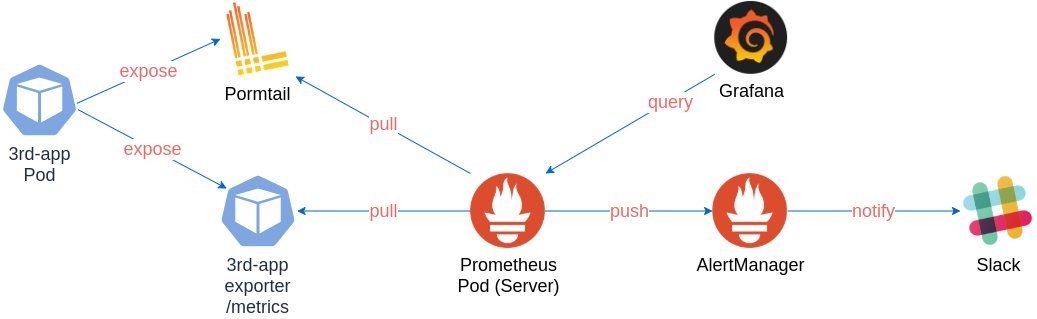 expose
Pormtail
Grafana
query
3rd-app
Pod
expose
pull
pull
push
notify
3rd-app
exporter
/metrics
Prometheus
Pod (Server)
AlertManager
Slack